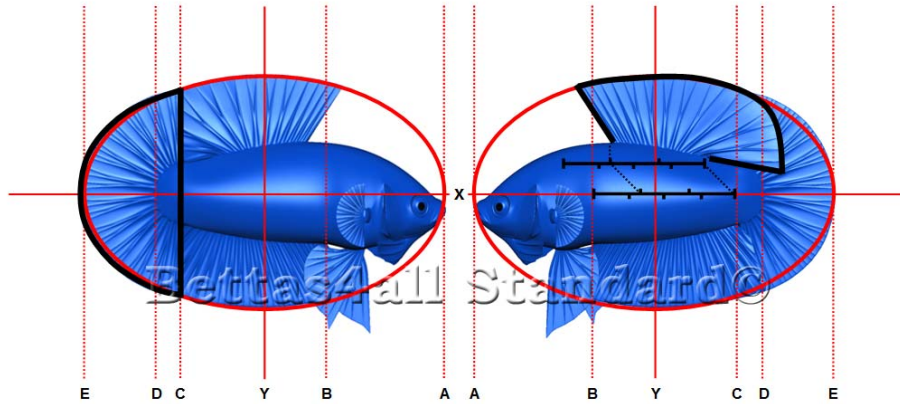 X
Bettas4all Standard©
E D C Y B A A B Y C D E